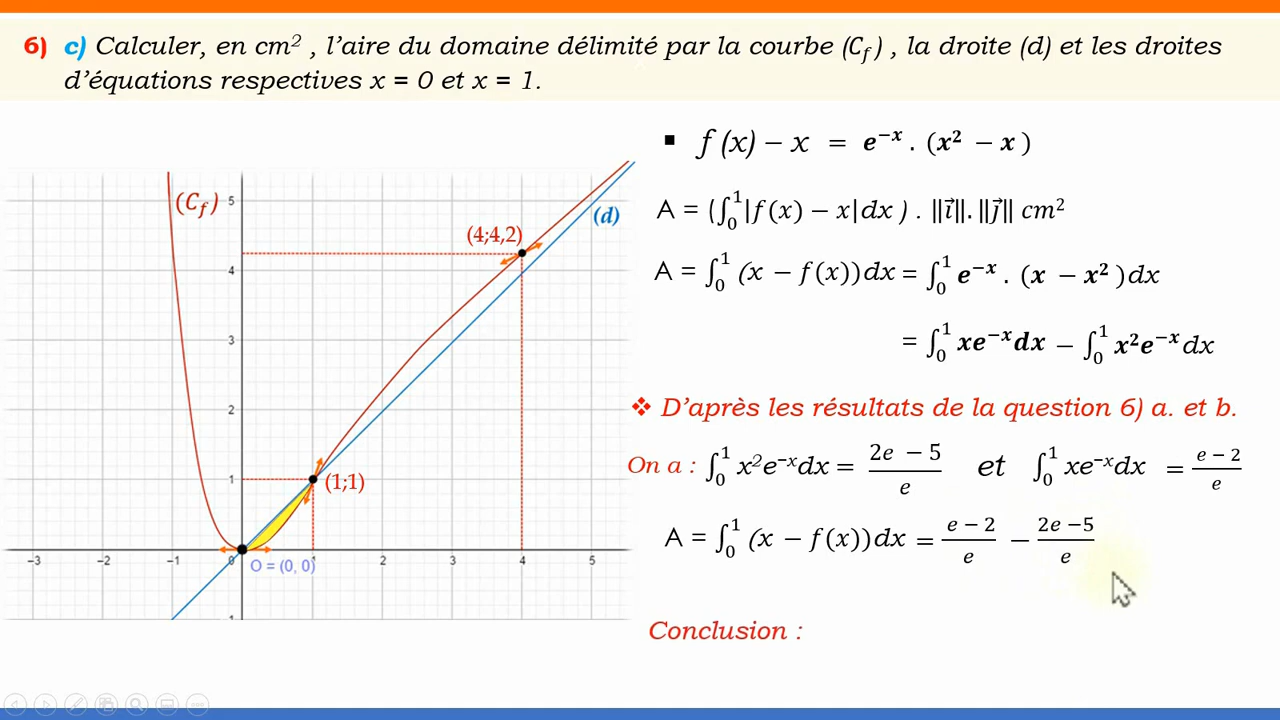 6) c) Calculer, en cm² , l’aire du domaine délimité par la courbe (C_f) , la droite (d) et les droites
d’équations respectives x = 0 et x = 1.
▪ f (x) – x = e^{−x} . (x² − x )
A = (∫₀¹|f(x) − x|dx ) . ‖i⃗‖. ‖j⃗‖ cm²
A = ∫₀¹ (x − f(x))dx = ∫₀¹ e^{−x} . (x − x² )dx
= ∫₀¹ xe^{−x}dx − ∫₀¹ x²e^{−x}dx
❖ D’après les résultats de la question 6) a. et b.
On a : ∫₀¹ x²e^{–x}dx = \frac{2e − 5}{e} et ∫₀¹ xe^{–x}dx = \frac{e − 2}{e}
A = ∫₀¹ (x − f(x))dx = \frac{e − 2}{e} − \frac{2e −5}{e}
Conclusion :
(C_f)
(d)
(4;4,2)
(1;1)
O = (0, 0)
5
4
3
2
1
−3 −2 −1 0 1 2 3 4 5